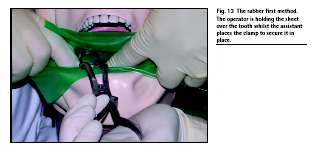 Fig. 13 The rubber first method.
The operator is holding the sheet
over the tooth whilst the assistant
places the clamp to secure it in
place.